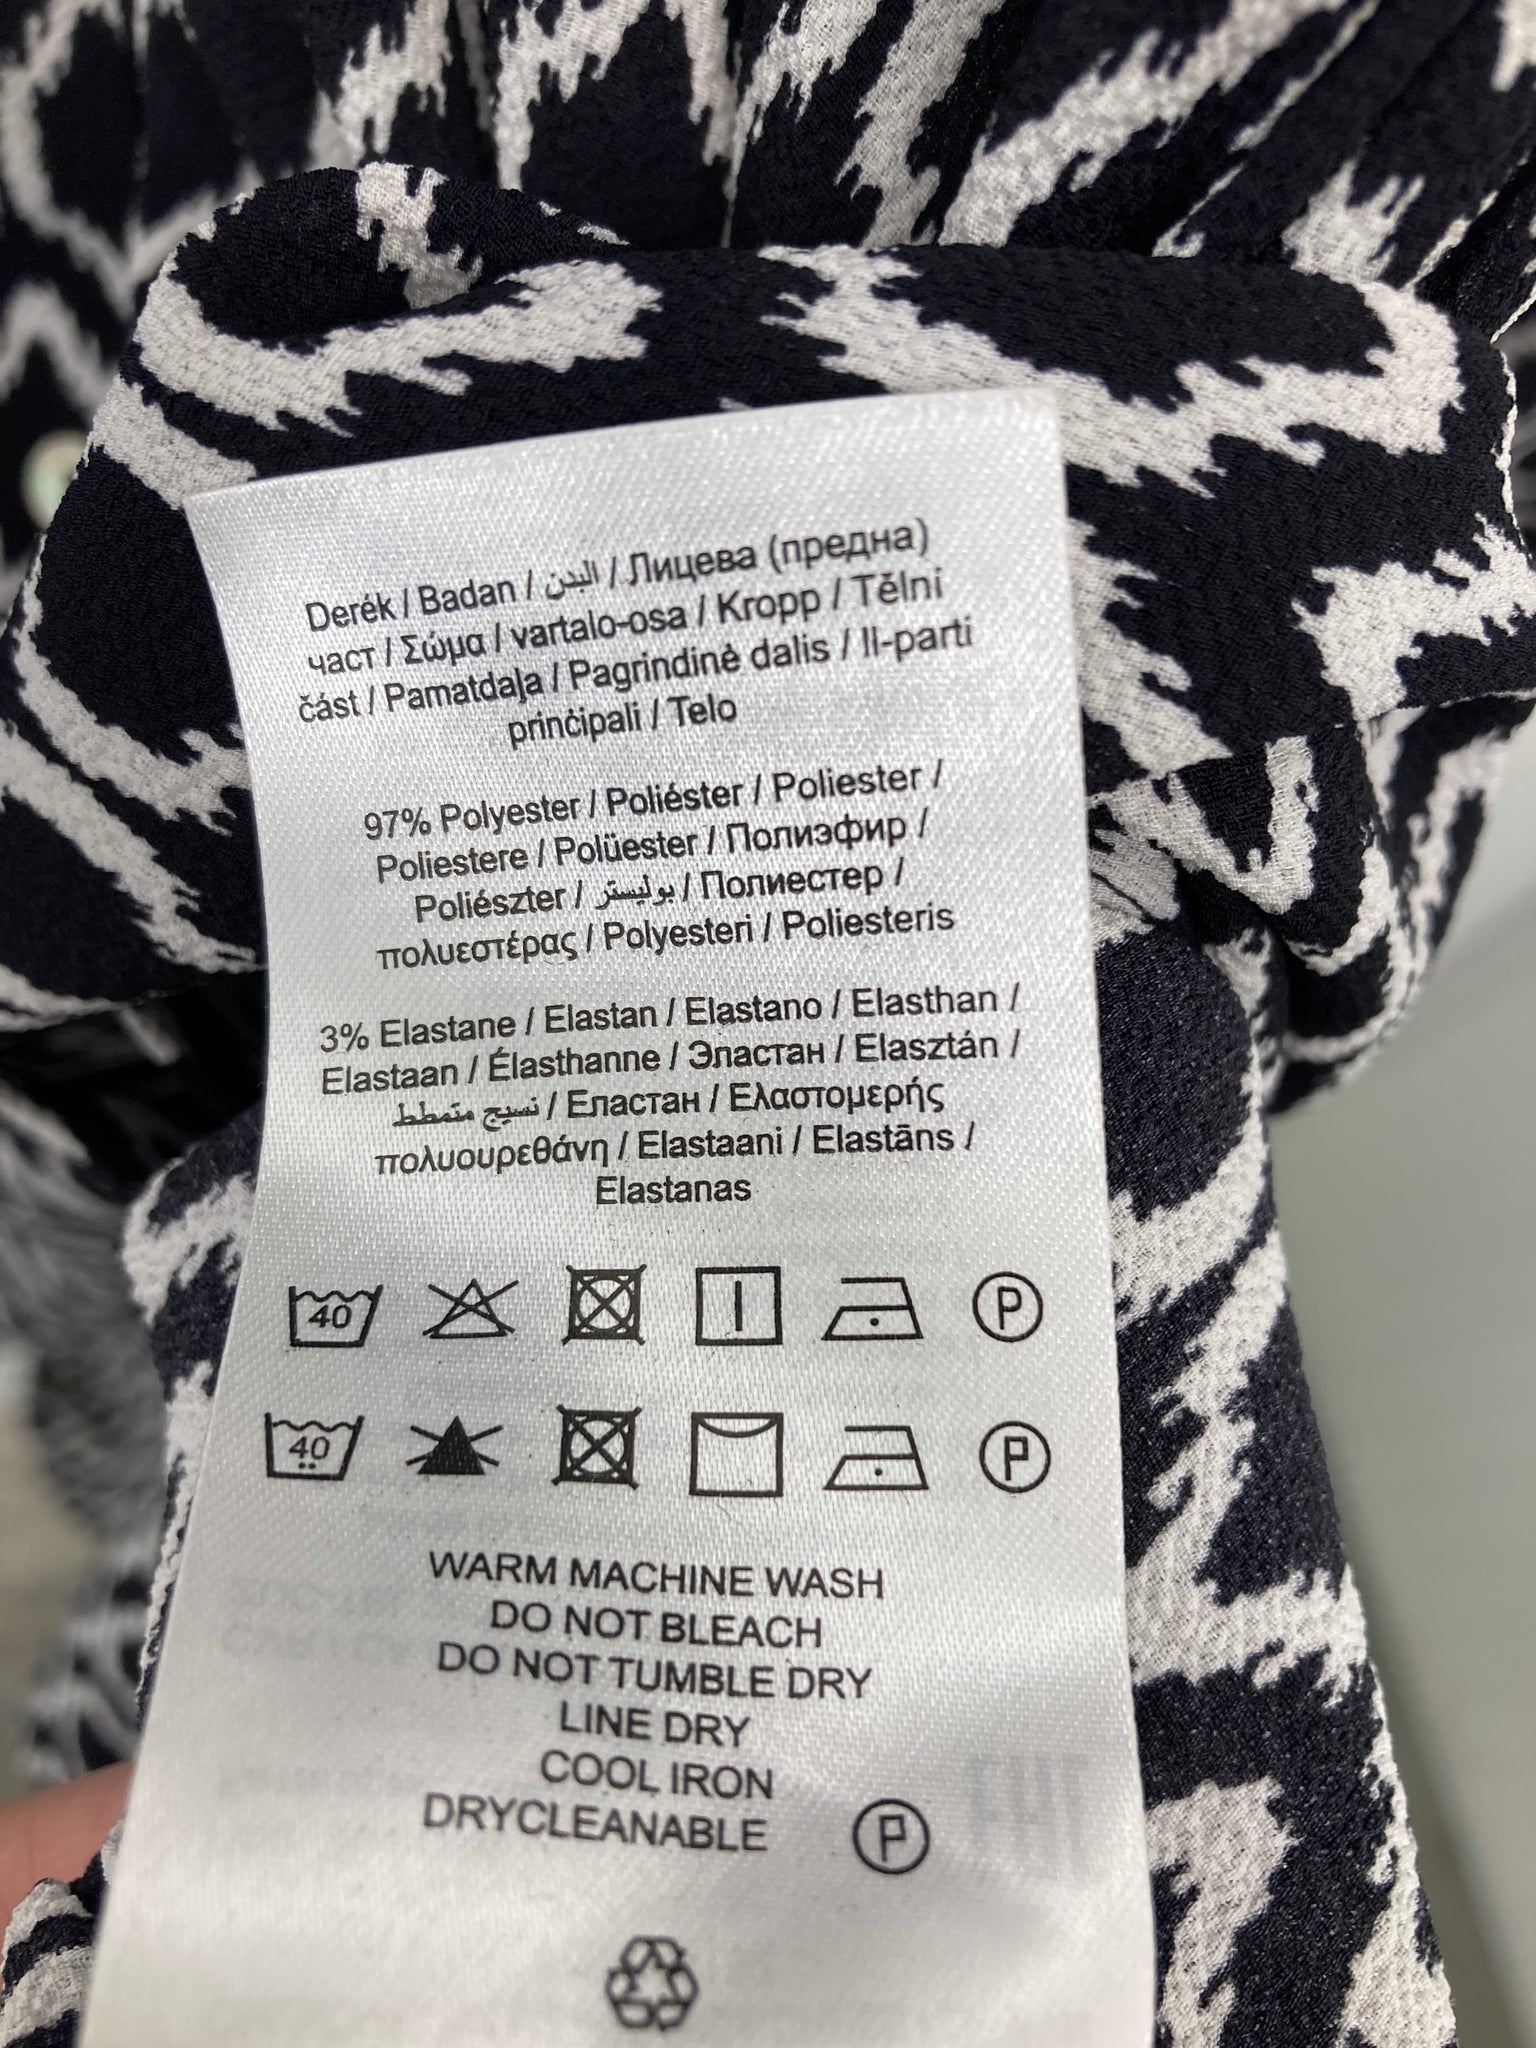 Derék / Badan / البدن / Лицева (предна)
част / Σώμα / vartalo-osa / Kropp / Tělní
část / Pamatdaļa / Pagrindinė dalis / Il-parti
prinċipali / Telo
97% Polyester / Poliéster / Poliester /
Poliestere / Polüester / Полиэфир /
Poliészter / بوليستر / Полиестер /
πολυεστέρας / Polyesteri / Poliesteris
3% Elastane / Elastan / Elastano / Elasthan /
Elastaan / Élasthanne / Эластан / Elasztán /
نسيج متمطط / Еластан / Ελαστομερής
πολυουρεθάνη / Elastaani / Elastāns /
Elastanas
40 P
40 P
WARM MACHINE WASH
DO NOT BLEACH
DO NOT TUMBLE DRY
LINE DRY
COOL IRON
DRYCLEANABLE P